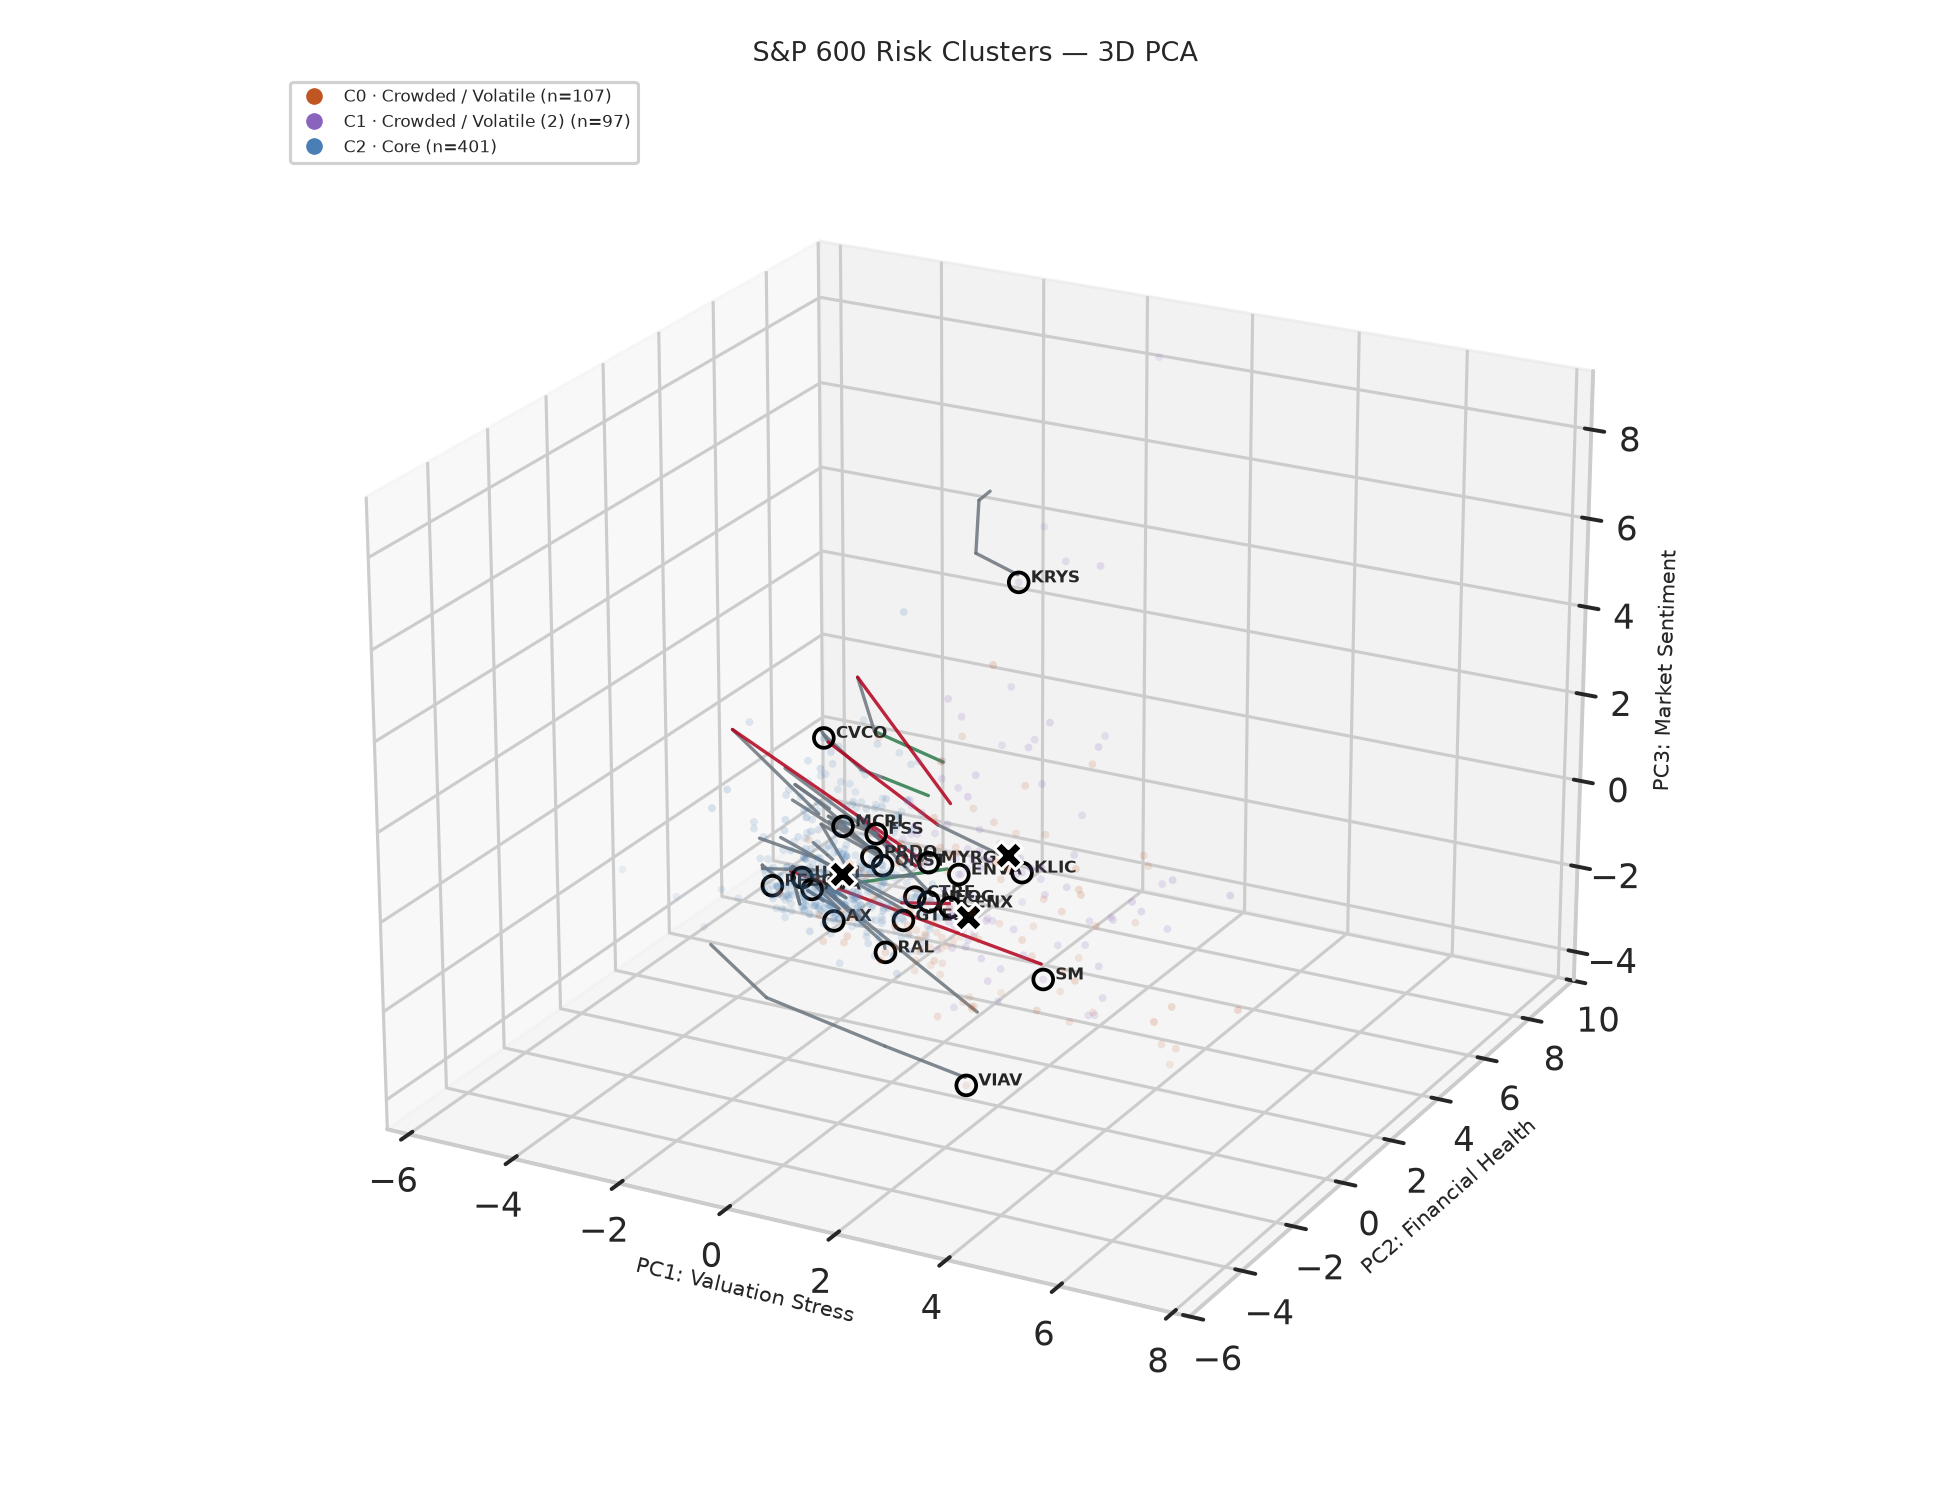 S&P 600 Risk Clusters — 3D PCA
C0 · Crowded / Volatile (n=107)
C1 · Crowded / Volatile (2) (n=97)
C2 · Core (n=401)
8
KRYS
6
4
PC3: Market Sentiment
2
CVCO
0
MCRI
FSS
MYRG
KLIC
−2
AX
RAL
SM
−4
10
8
VIAV
6
4
2
0
−2
−4
−6
PC2: Financial Health
−6
−4
−2
0
2
4
6
8
PC1: Valuation Stress